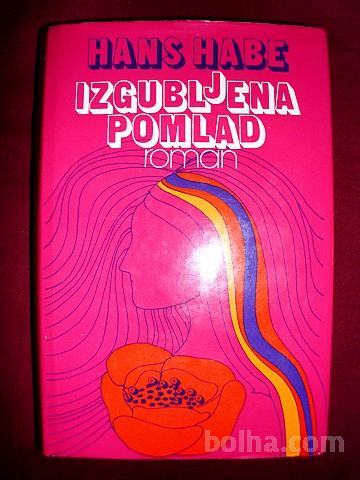 HANS HABE
IZGUBLJENA
POMLAD
roman
bolha.com